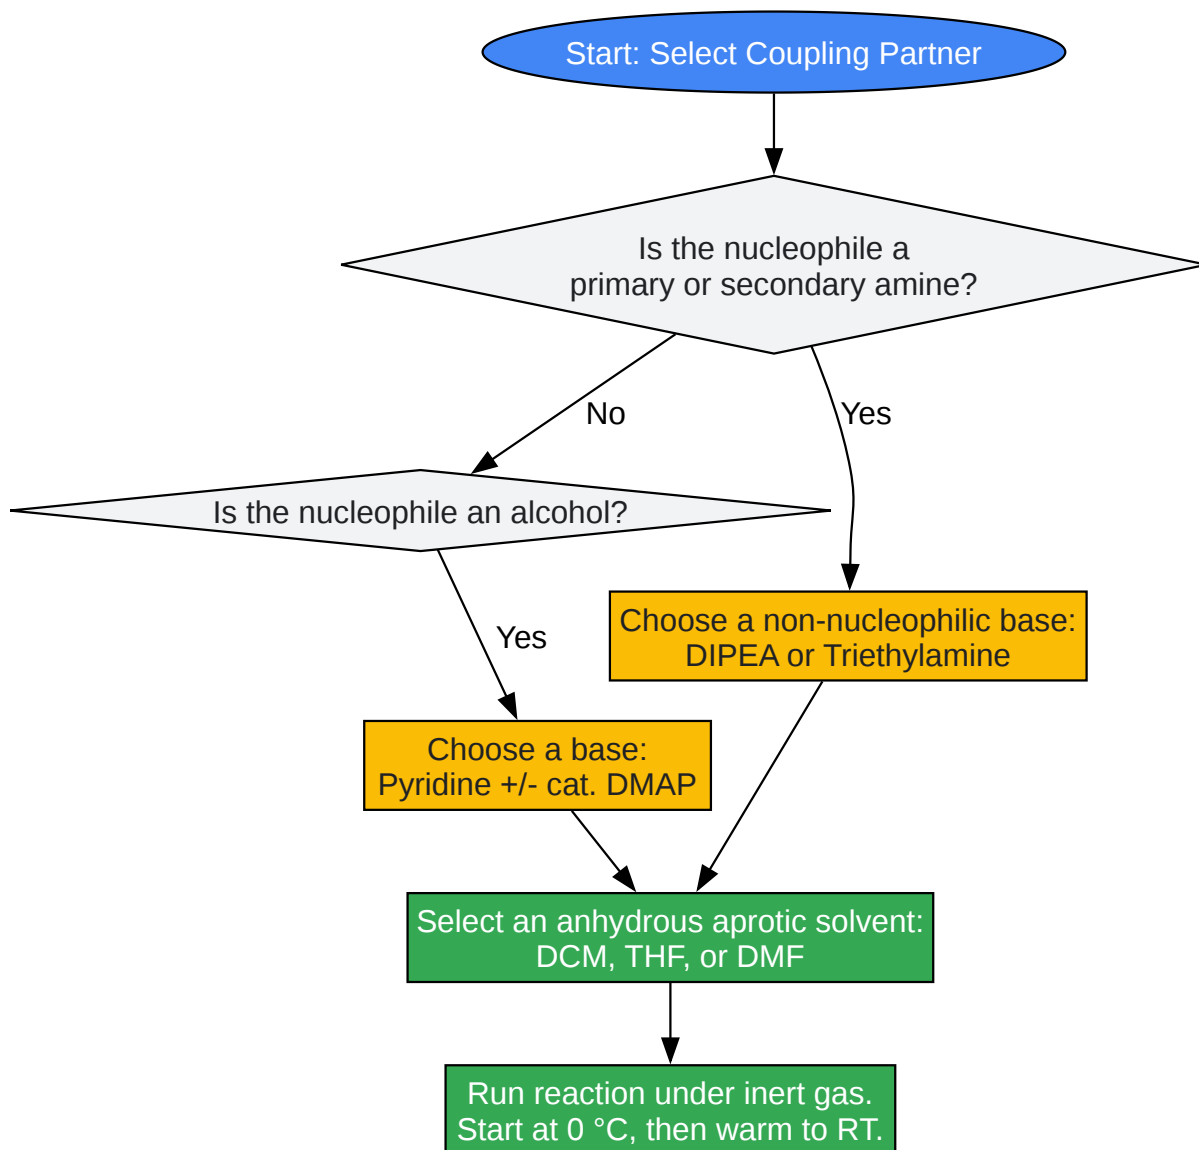 Start: Select Coupling Partner
Is the nucleophile a
primary or secondary amine?
No
Yes
Is the nucleophile an alcohol?
Yes
Choose a non-nucleophilic base:
DIPEA or Triethylamine
Choose a base:
Pyridine +/- cat. DMAP
Select an anhydrous aprotic solvent:
DCM, THF, or DMF
Run reaction under inert gas.
Start at 0 °C, then warm to RT.